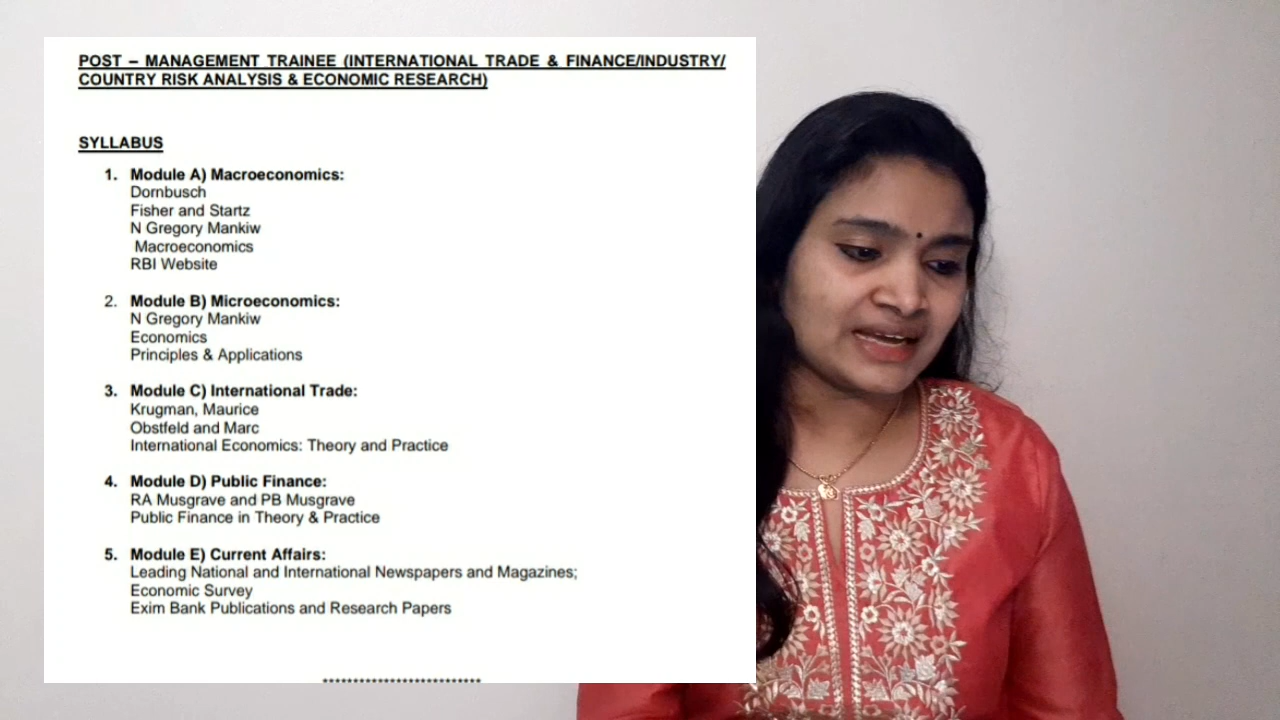 POST – MANAGEMENT TRAINEE (INTERNATIONAL TRADE & FINANCE/INDUSTRY/
COUNTRY RISK ANALYSIS & ECONOMIC RESEARCH)
SYLLABUS
1. Module A) Macroeconomics:
Dornbusch
Fisher and Startz
N Gregory Mankiw
Macroeconomics
RBI Website
2. Module B) Microeconomics:
N Gregory Mankiw
Economics
Principles & Applications
3. Module C) International Trade:
Krugman, Maurice
Obstfeld and Marc
International Economics: Theory and Practice
4. Module D) Public Finance:
RA Musgrave and PB Musgrave
Public Finance in Theory & Practice
5. Module E) Current Affairs:
Leading National and International Newspapers and Magazines;
Economic Survey
Exim Bank Publications and Research Papers
**************************